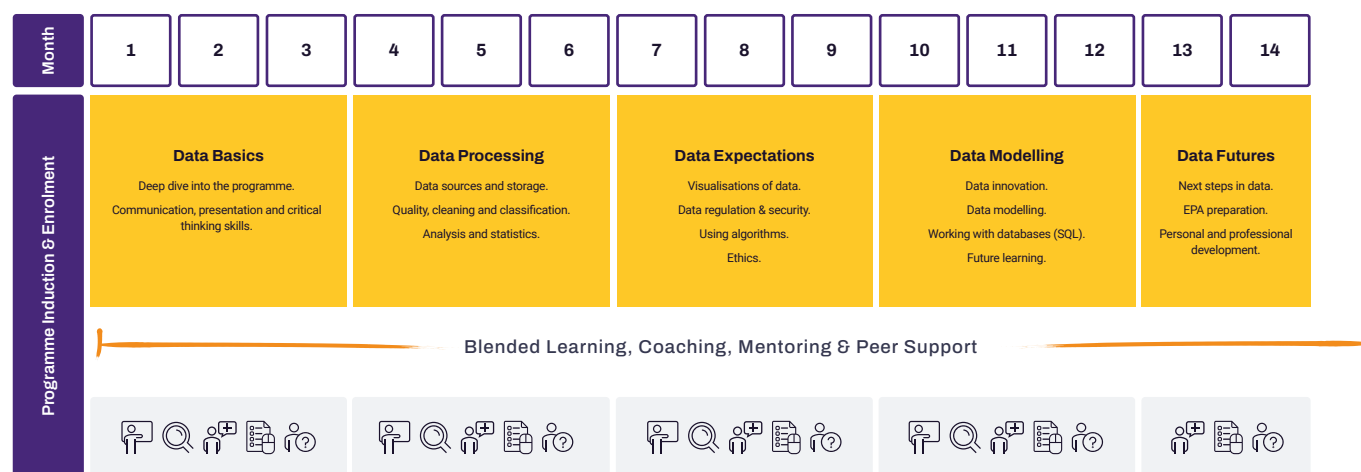 Month
1 2 3 4 5 6 7 8 9 10 11 12 13 14
Programme Induction & Enrolment
Data Basics
Deep dive into the programme.
Communication, presentation and critical
thinking skills.
Data Processing
Data sources and storage.
Quality, cleaning and classification.
Analysis and statistics.
Data Expectations
Visualisations of data.
Data regulation & security.
Using algorithms.
Ethics.
Data Modelling
Data innovation.
Data modelling.
Working with databases (SQL).
Future learning.
Data Futures
Next steps in data.
EPA preparation.
Personal and professional
development.
Blended Learning, Coaching, Mentoring & Peer Support